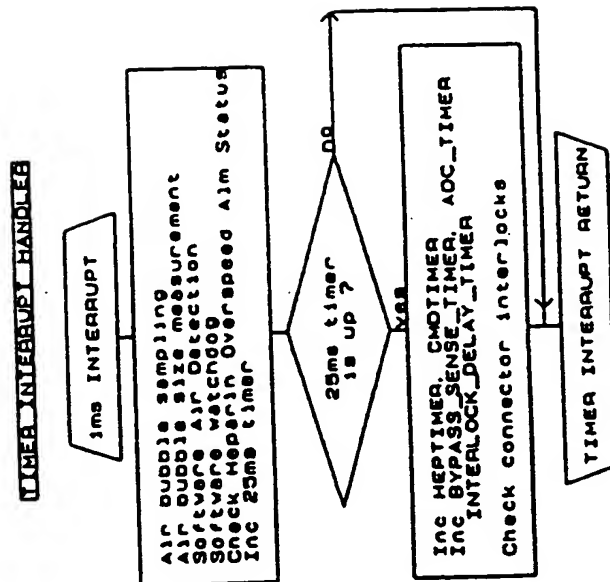 TIMER INTERRUPT HANDLER
1ms INTERRUPT
Air bubble sampling
Air bubble size measurement
Software Air Detection
Software watchdog
Check Heparin Overspeed Alm Status
Inc 25ms timer
25ms timer
is up ?
no
yes
Inc HEPTIMER, CMDTIMER
Inc BYPASS_SENSE_TIMER, ADC_TIMER
INTERLOCK_DELAY_TIMER
Check connector interlocks
TIMER INTERRUPT RETURN